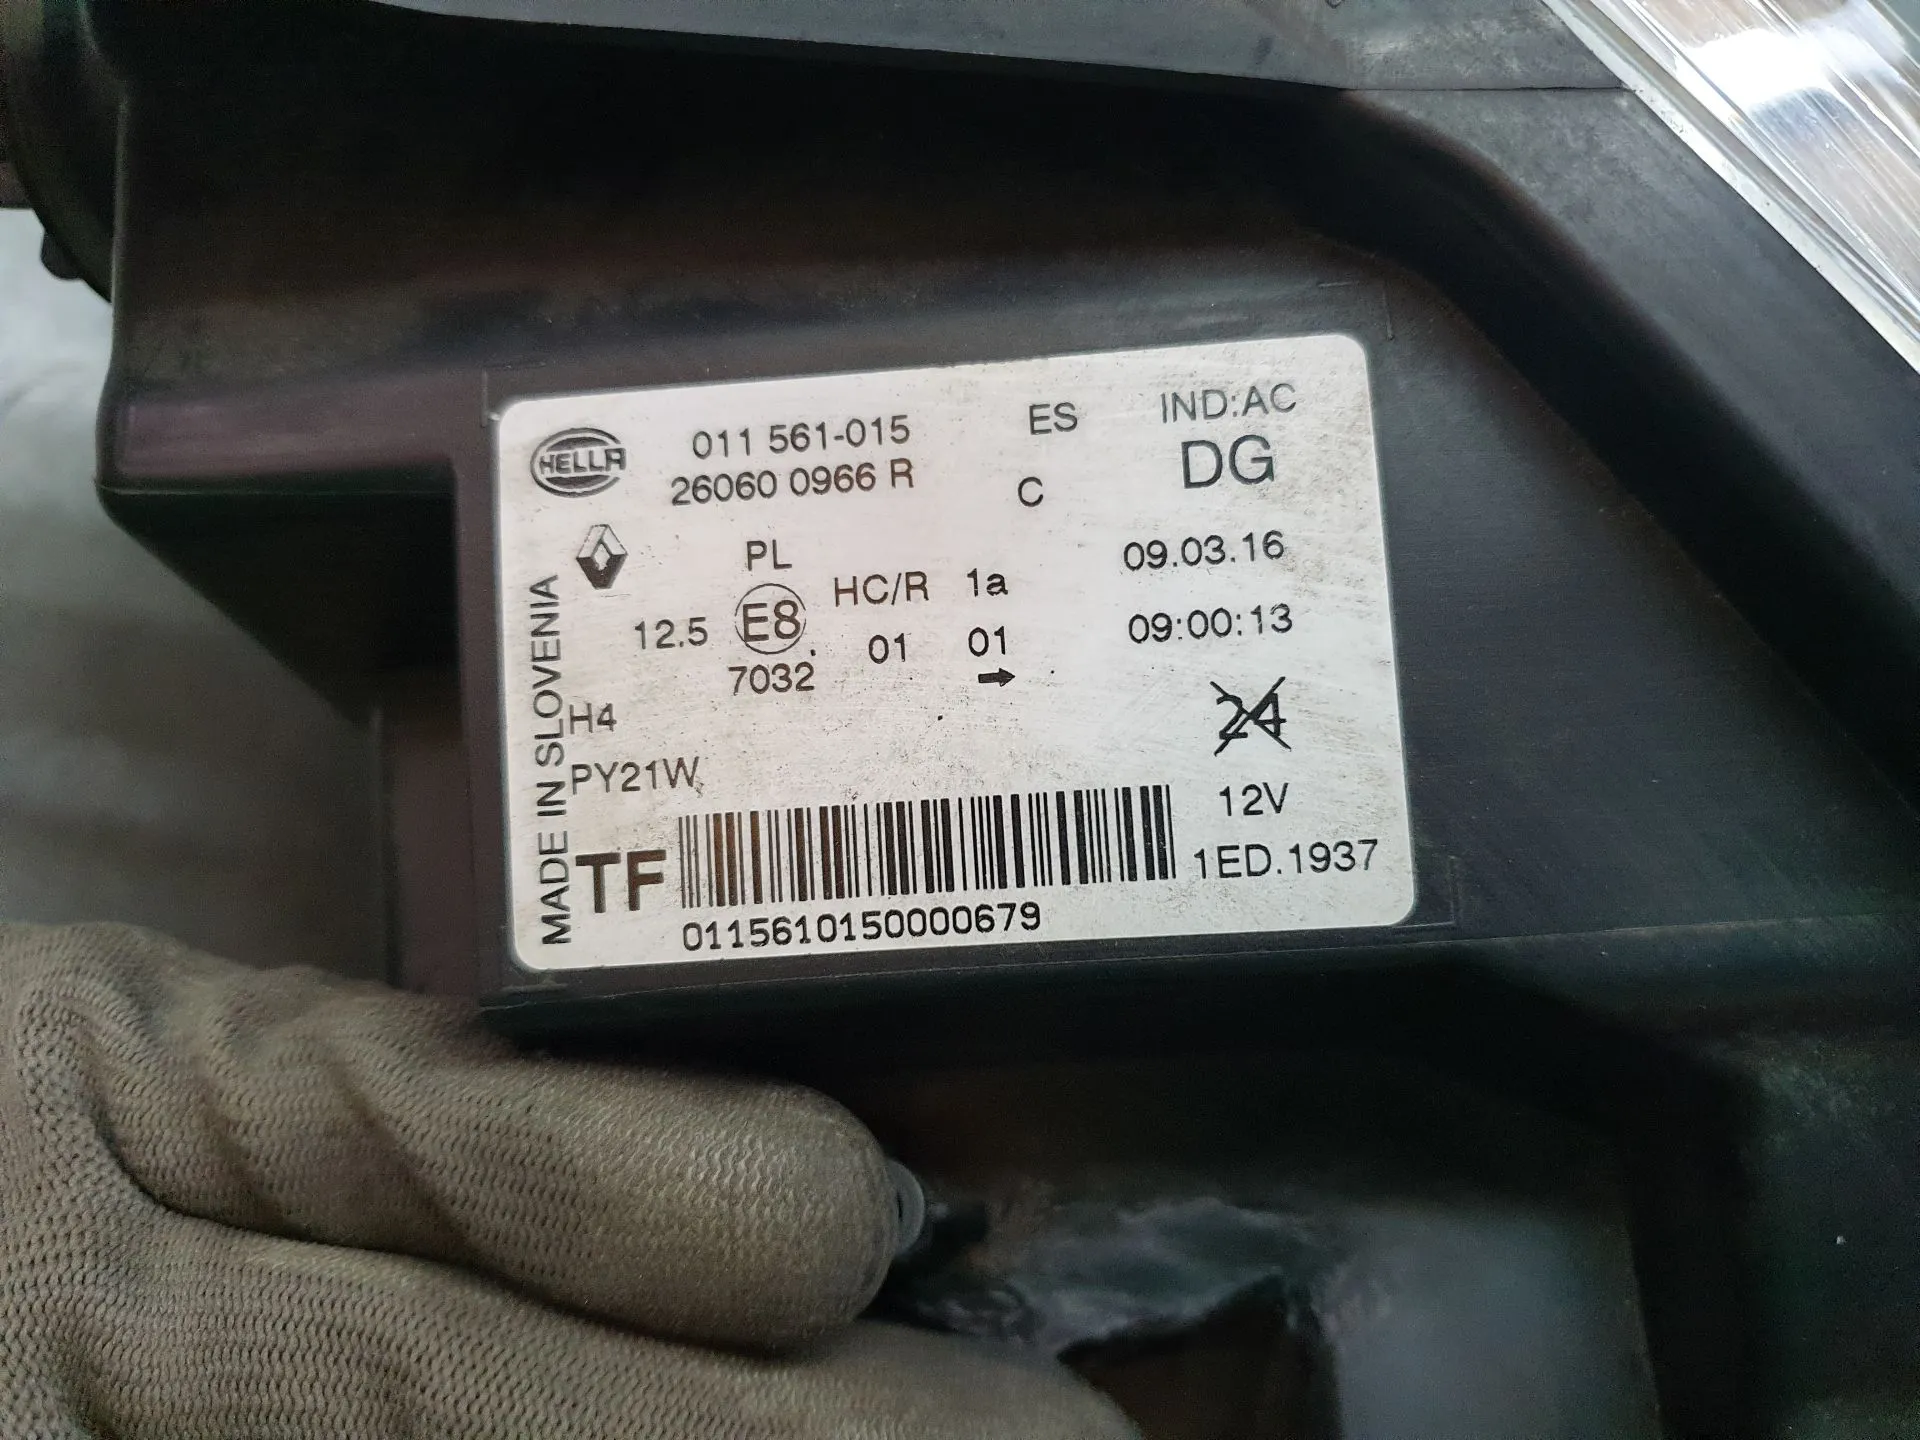 HELLA
011 561-015
ES
IND:AC
26060 0966 R
C
DG
PL
HC/R
1a
09.03.16
12.5
E8
01
01
09:00:13
7032
H4
24
PY21W
12V
MADE IN SLOVENIA
TF
1ED.1937
0115610150000679